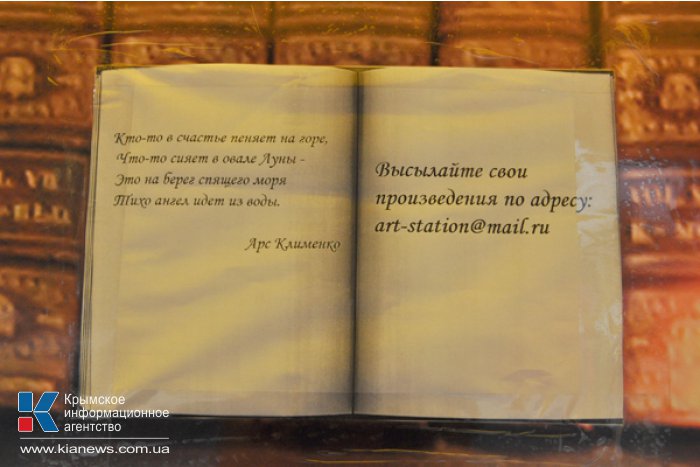 Кто-то в счастье пеняет на горе,
Что-то сияет в овале Луны -
Это на берег спящего моря
Тихо ангел идет из воды.
Арс Клименко
Высылайте свои
произведения по адресу:
art-station@mail.ru
Крымское
информационное
агентство
www.kianews.com.ua